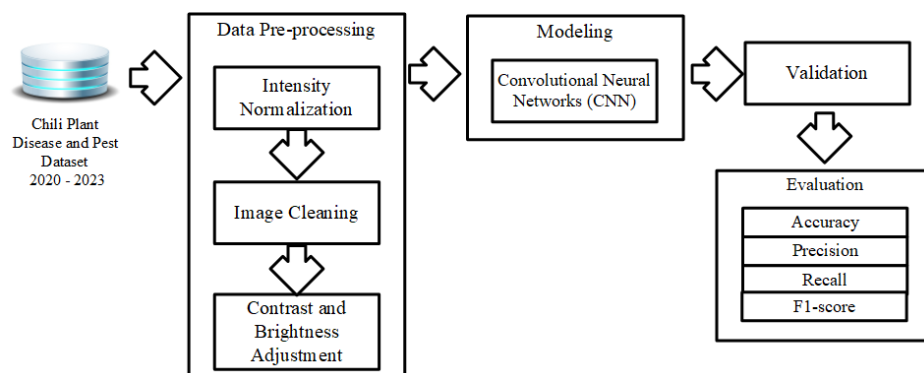 Chili Plant
Disease and Pest
Dataset
2020 - 2023
Data Pre-processing
Intensity
Normalization
Image Cleaning
Contrast and
Brightness
Adjustment
Modeling
Convolutional Neural
Networks (CNN)
Validation
Evaluation
Accuracy
Precision
Recall
F1-score